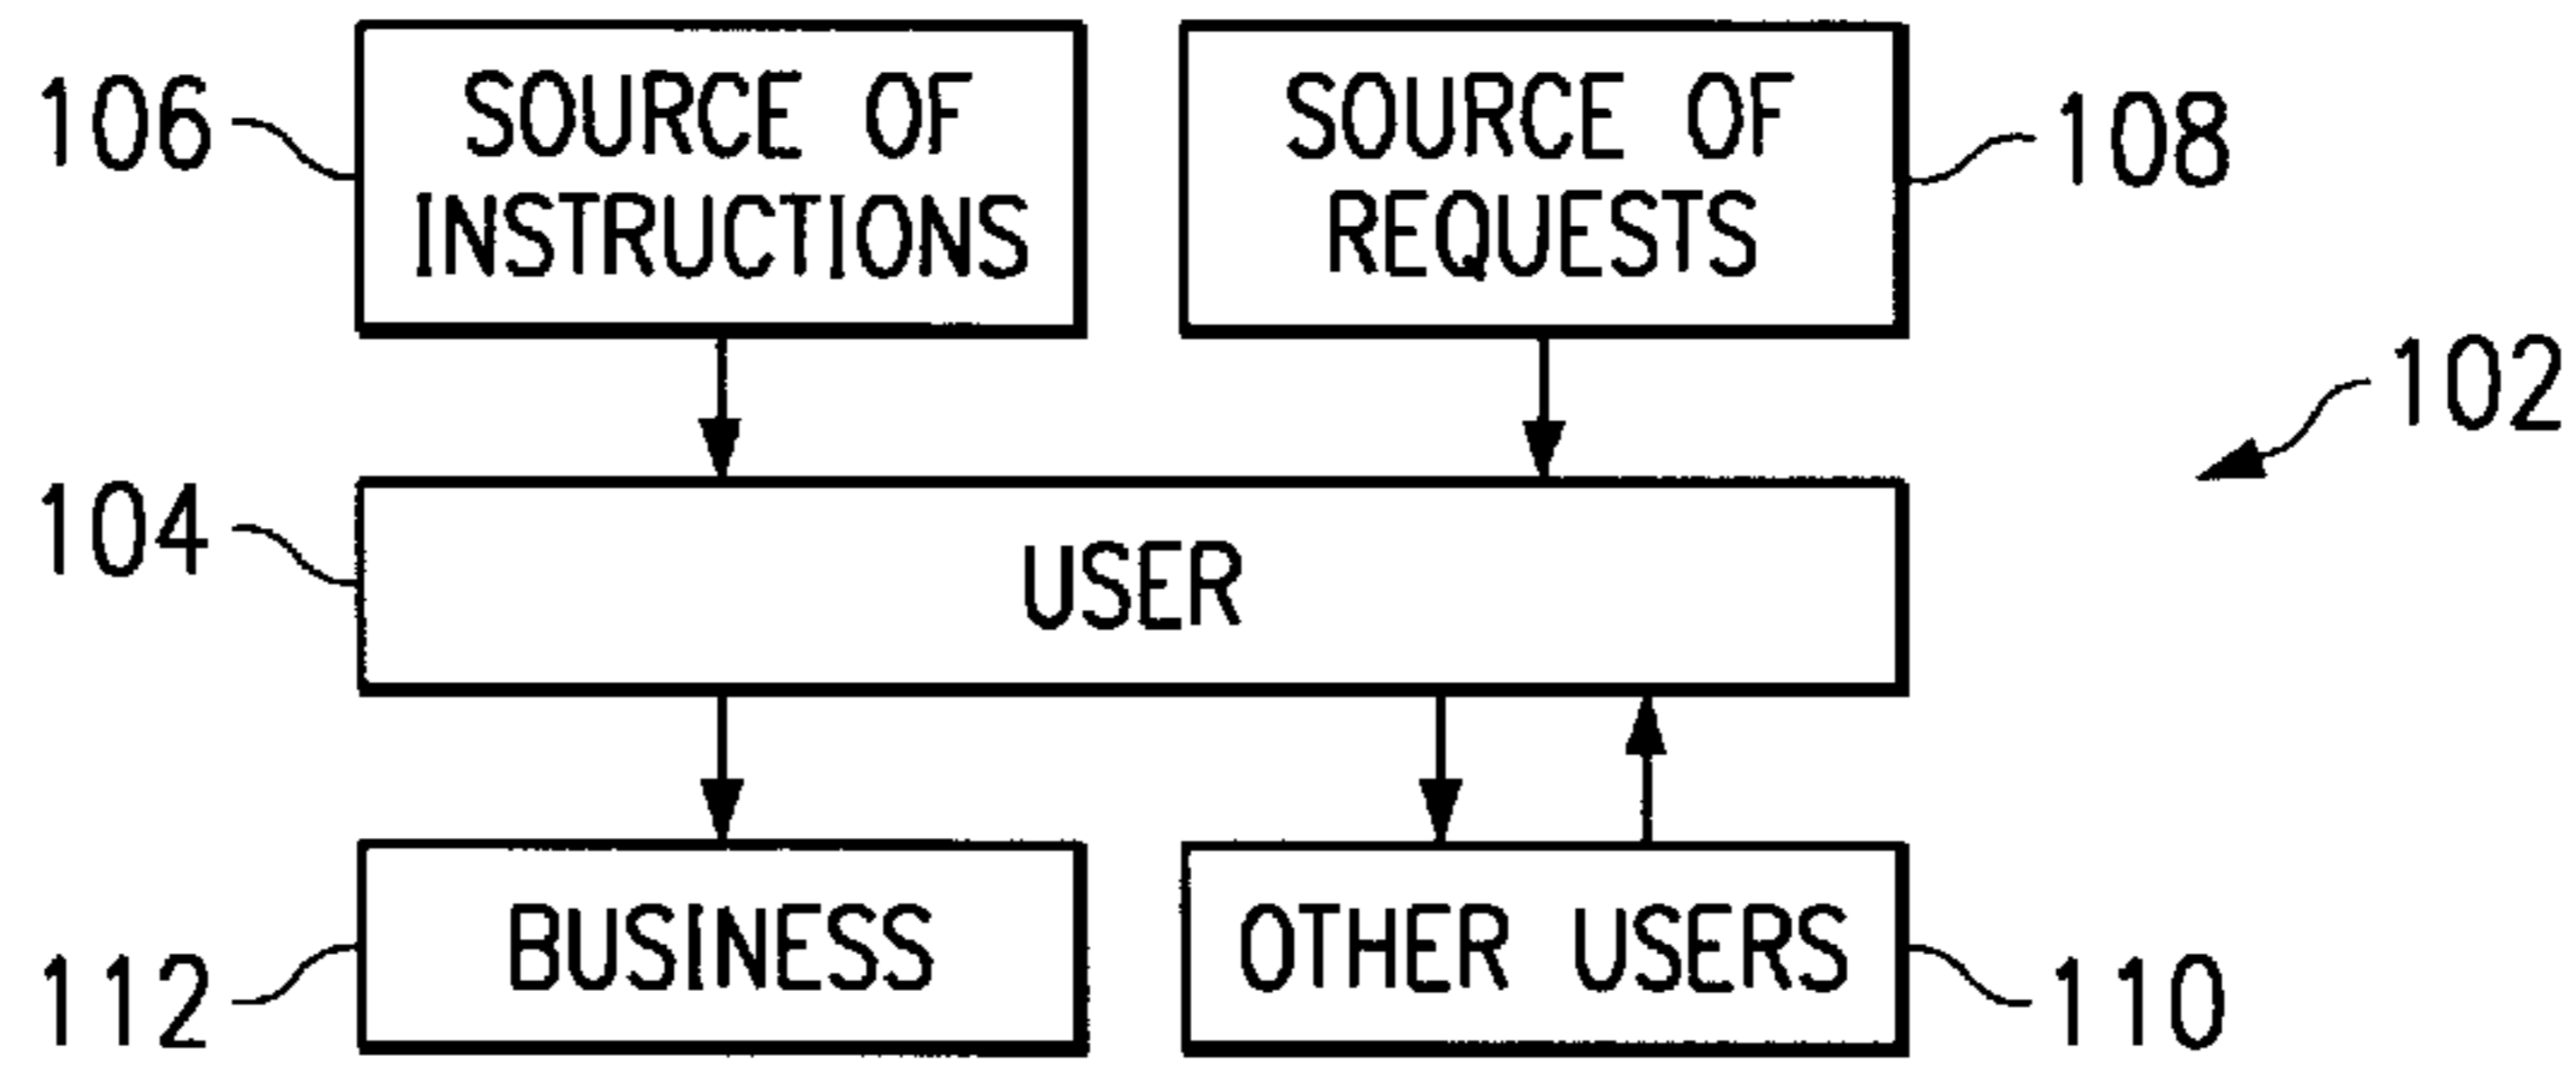 106
SOURCE OF
INSTRUCTIONS
SOURCE OF
REQUESTS
108
102
104
USER
112
BUSINESS
OTHER USERS
110